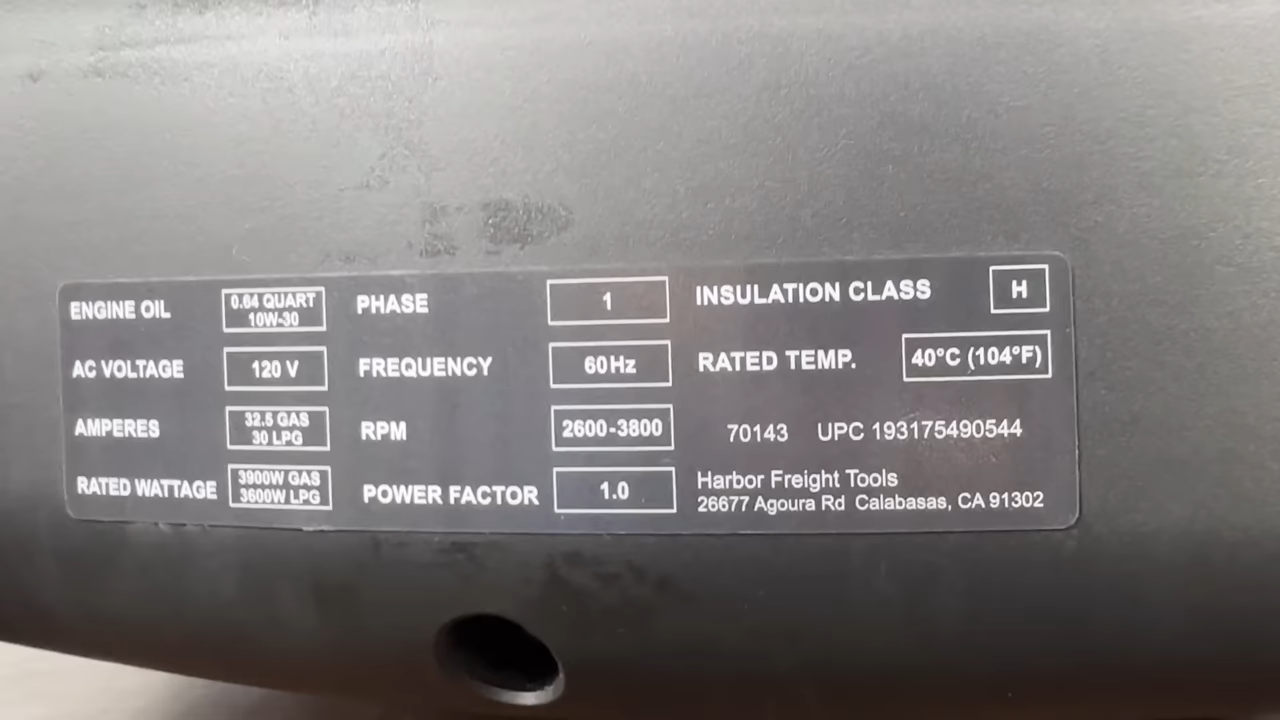 ENGINE OIL 0.64 QUART
10W-30
AC VOLTAGE 120 V
AMPERES 32.5 GAS
30 LPG
RATED WATTAGE 3900W GAS
3600W LPG
PHASE 1
FREQUENCY 60Hz
RPM 2600-3800
POWER FACTOR 1.0
INSULATION CLASS H
RATED TEMP. 40°C (104°F)
70143 UPC 193175490544
Harbor Freight Tools
26677 Agoura Rd Calabasas, CA 91302